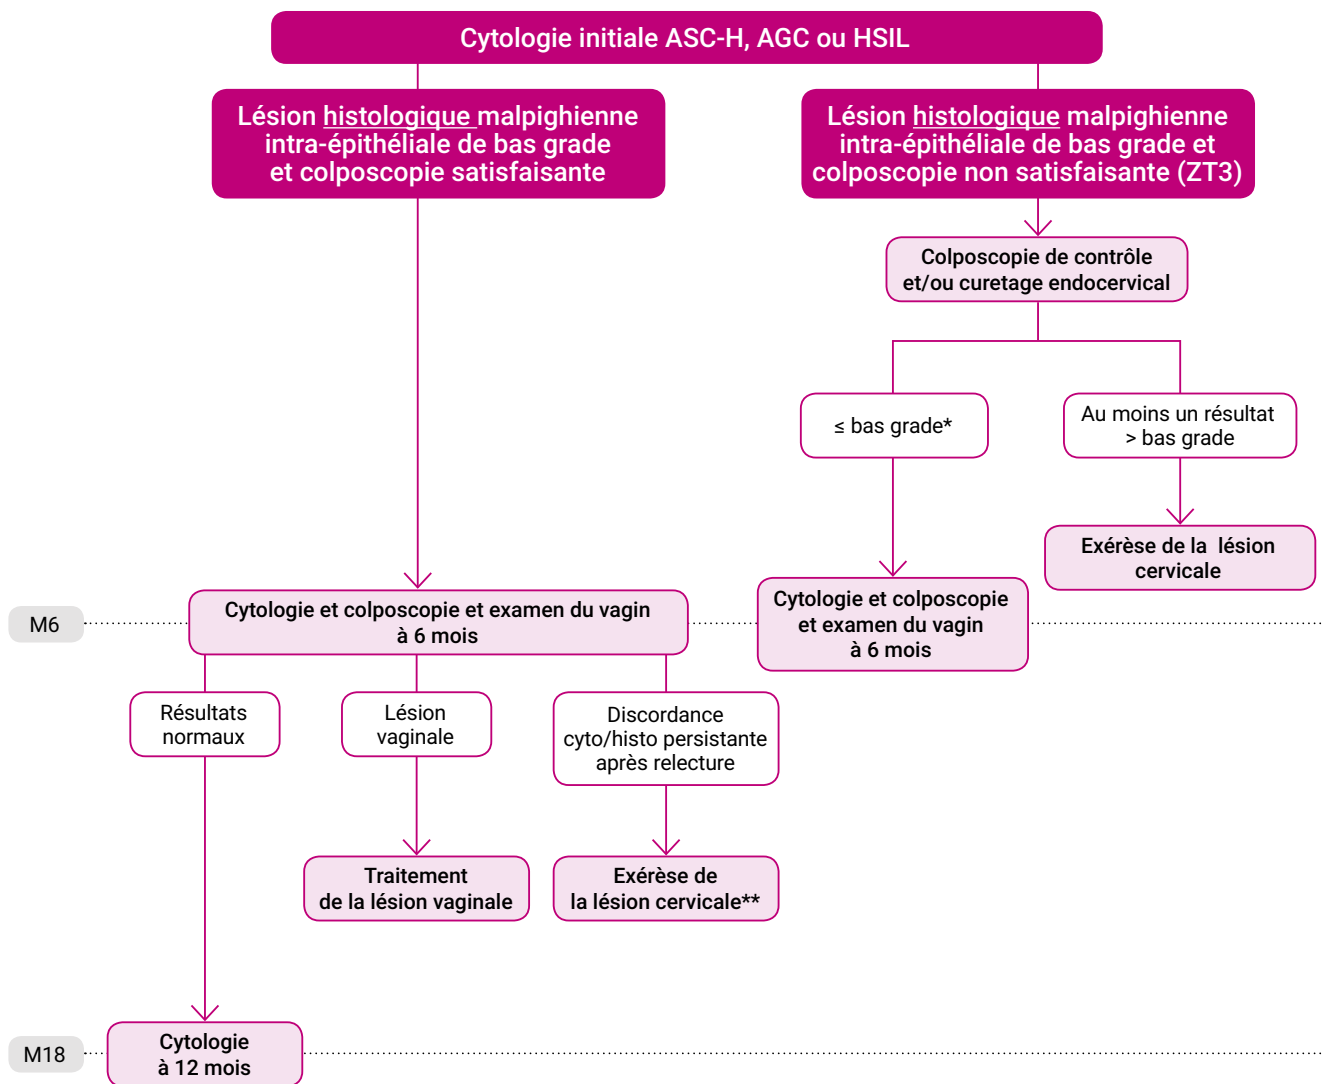 Cytologie initiale ASC-H, AGC ou HSIL
Lésion histologique malpighienne
intra-épithéliale de bas grade
et colposcopie satisfaisante
Lésion histologique malpighienne
intra-épithéliale de bas grade et
colposcopie non satisfaisante (ZT3)
Colposcopie de contrôle
et/ou curetage endocervical
≤ bas grade*
Au moins un résultat
> bas grade
Exérèse de la lésion
cervicale
M6
Cytologie et colposcopie et examen du vagin
à 6 mois
Cytologie et colposcopie
et examen du vagin
à 6 mois
Résultats
normaux
Lésion
vaginale
Discordance
cyto/histo persistante
après relecture
Traitement
de la lésion vaginale
Exérèse de
la lésion cervicale**
M18
Cytologie
à 12 mois